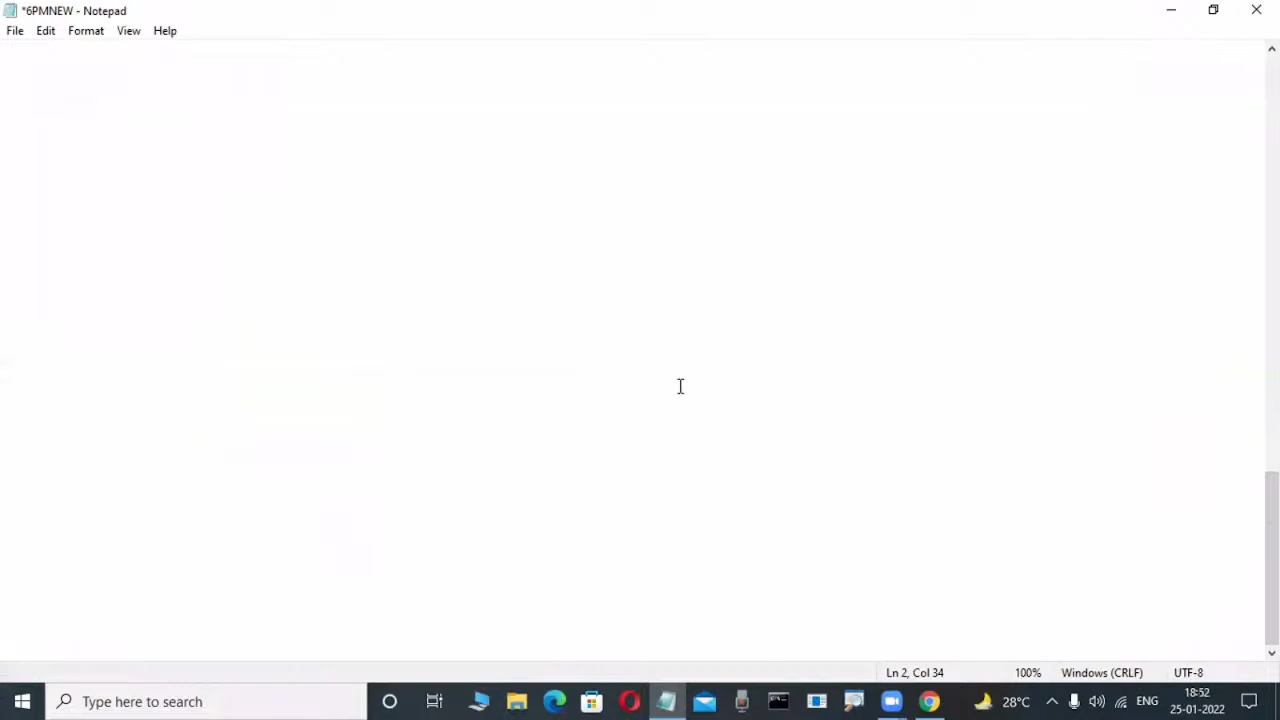 *6PMNEW - Notepad
File Edit Format View Help
Ln 2, Col 34 100% Windows (CRLF) UTF-8
Type here to search
28°C ENG 18:52
25-01-2022